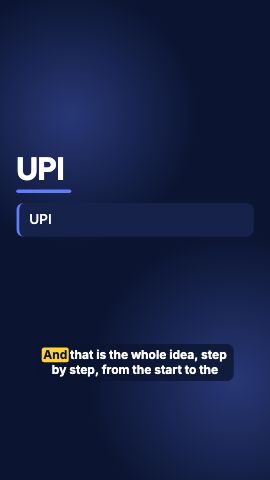 UPI
UPI
And that is the whole idea, step
by step, from the start to the